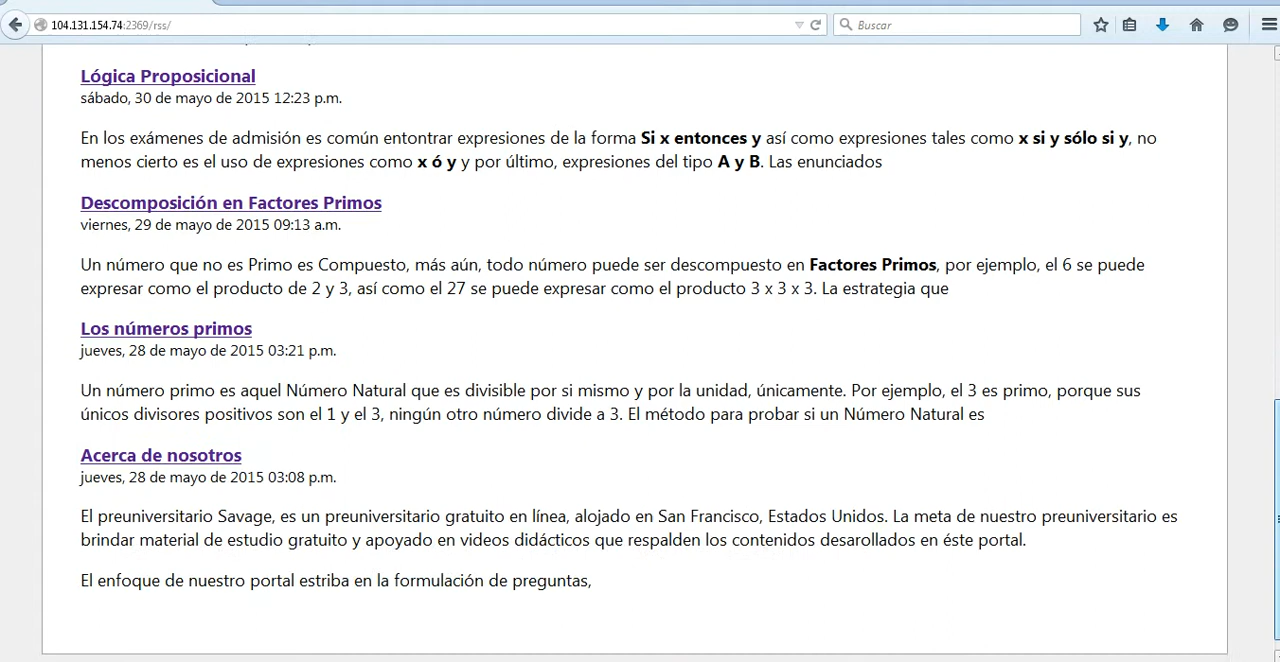 104.131.154.74:2369/rss/
Buscar
Lógica Proposicional
sábado, 30 de mayo de 2015 12:23 p.m.
En los exámenes de admisión es común entontrar expresiones de la forma Si x entonces y así como expresiones tales como x si y sólo si y, no
menos cierto es el uso de expresiones como x ó y y por último, expresiones del tipo A y B. Las enunciados
Descomposición en Factores Primos
viernes, 29 de mayo de 2015 09:13 a.m.
Un número que no es Primo es Compuesto, más aún, todo número puede ser descompuesto en Factores Primos, por ejemplo, el 6 se puede
expresar como el producto de 2 y 3, así como el 27 se puede expresar como el producto 3 x 3 x 3. La estrategia que
Los números primos
jueves, 28 de mayo de 2015 03:21 p.m.
Un número primo es aquel Número Natural que es divisible por si mismo y por la unidad, únicamente. Por ejemplo, el 3 es primo, porque sus
únicos divisores positivos son el 1 y el 3, ningún otro número divide a 3. El método para probar si un Número Natural es
Acerca de nosotros
jueves, 28 de mayo de 2015 03:08 p.m.
El preuniversitario Savage, es un preuniversitario gratuito en línea, alojado en San Francisco, Estados Unidos. La meta de nuestro preuniversitario es
brindar material de estudio gratuito y apoyado en videos didácticos que respalden los contenidos desarollados en éste portal.
El enfoque de nuestro portal estriba en la formulación de preguntas,